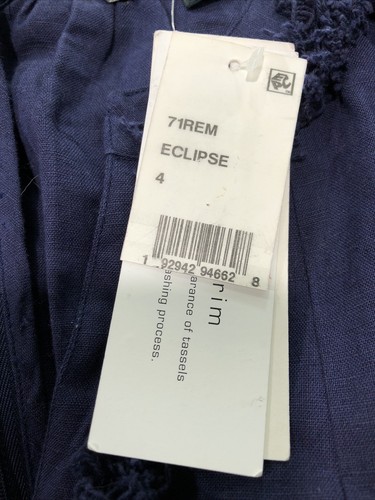 71REM
ECLIPSE
4
1 92942 94662 8
rim
arance of tassels
ashing process.